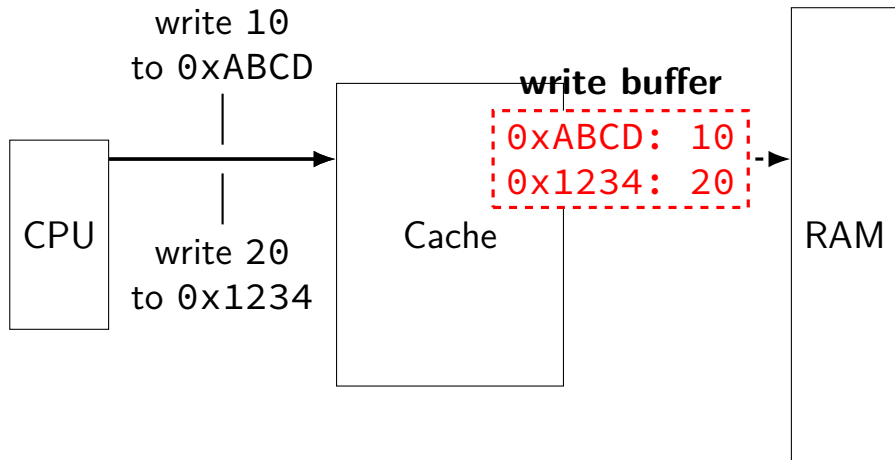 write 10
to 0xABCD
write buffer
0xABCD: 10
0x1234: 20
CPU
Cache
RAM
write 20
to 0x1234